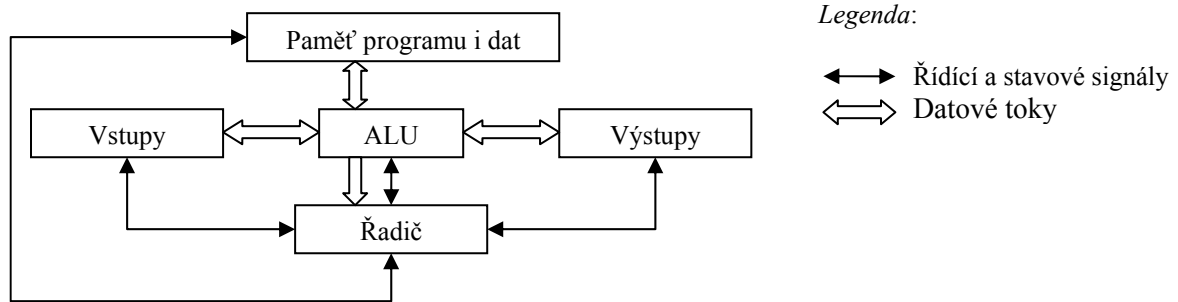 Legenda:
Paměť programu i dat
Řídící a stavové signály
Datové toky
Vstupy
ALU
Výstupy
Řadič